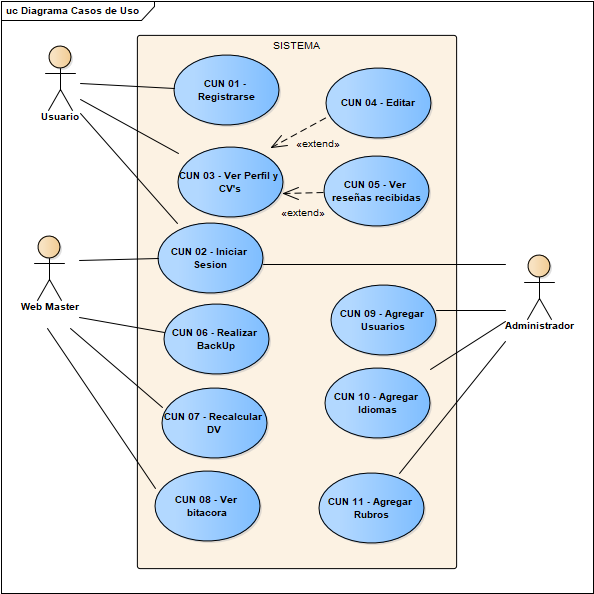 uc Diagrama Casos de Uso
SISTEMA
Usuario
CUN 01 -
Registrarse
CUN 04 - Editar
«extend»
CUN 03 - Ver Perfil y
CV's
CUN 05 - Ver
reseñas recibidas
«extend»
CUN 02 - Iniciar
Sesion
Web Master
CUN 09 - Agregar
Usuarios
Administrador
CUN 06 - Realizar
BackUp
CUN 10 - Agregar
Idiomas
CUN 07 - Recalcular
DV
CUN 08 - Ver
bitacora
CUN 11 - Agregar
Rubros